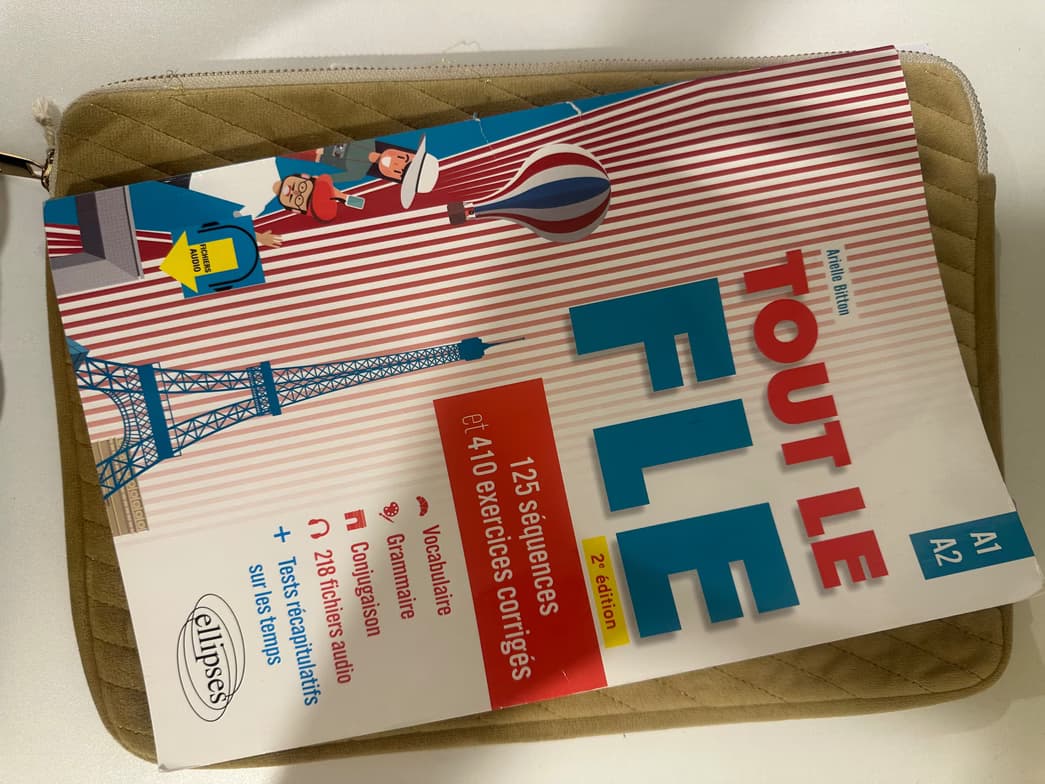 Arielle Bitton
A1
A2
TOUT LE
FLE
2e édition
125 séquences
et 410 exercices corrigés
Vocabulaire
Grammaire
Conjugaison
218 fichiers audio
+ Tests récapitulatifs
sur les temps
FICHIERS
AUDIO
ellipses